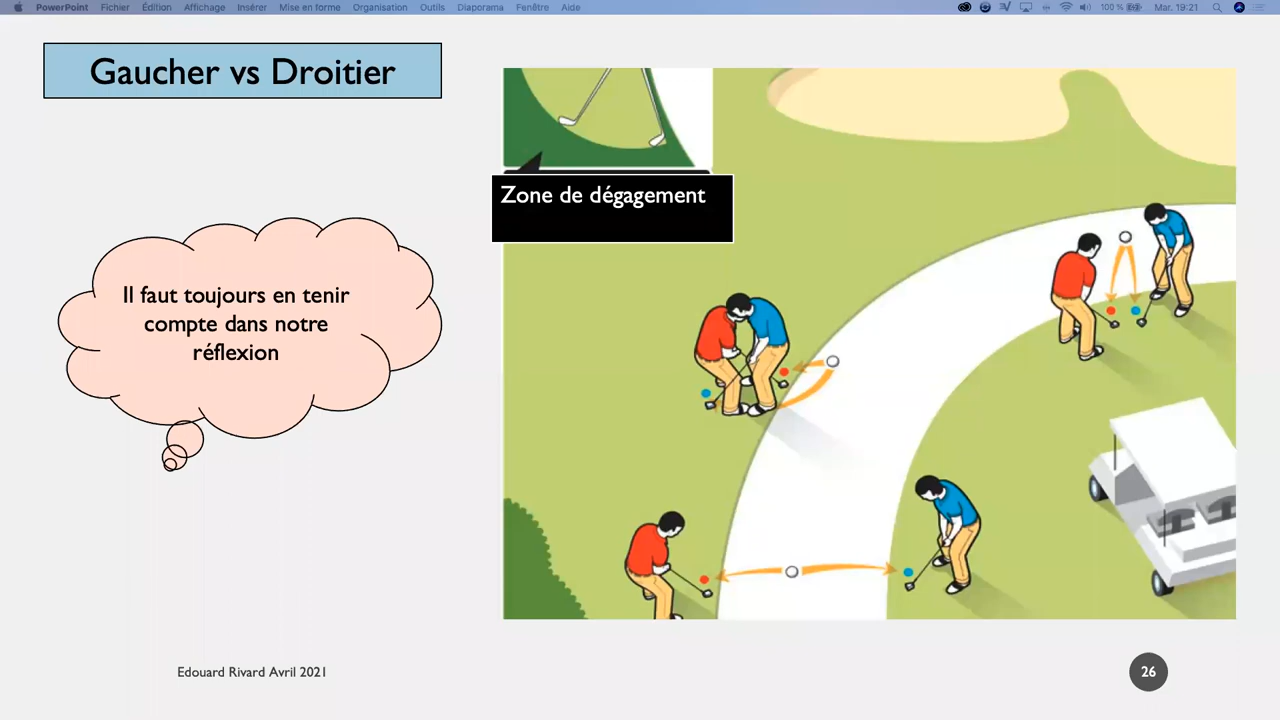 PowerPoint Fichier Édition Affichage Insérer Mise en forme Organisation Outils Diaporama Fenêtre Aide 100 % Mar. 19:21
Gaucher vs Droitier
Zone de dégagement
Il faut toujours en tenir
compte dans notre
réflexion
Edouard Rivard Avril 2021
26